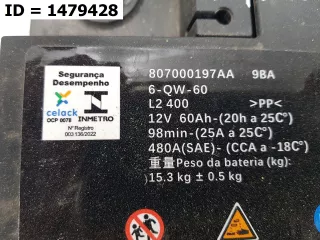 ID = 1479428
Segurança
Desempenho
celack
OCP 0078
INMETRO
Nº Registro
003136/2022
807000197AA 9BA
6-QW-60
L2 400 >PP<
12V 60Ah-(20h a 25C°)
98min-(25A a 25C°)
480A(SAE)- (CCA a -18C°)
重量Peso da bateria (kg):
15.3 kg ± 0.5 kg